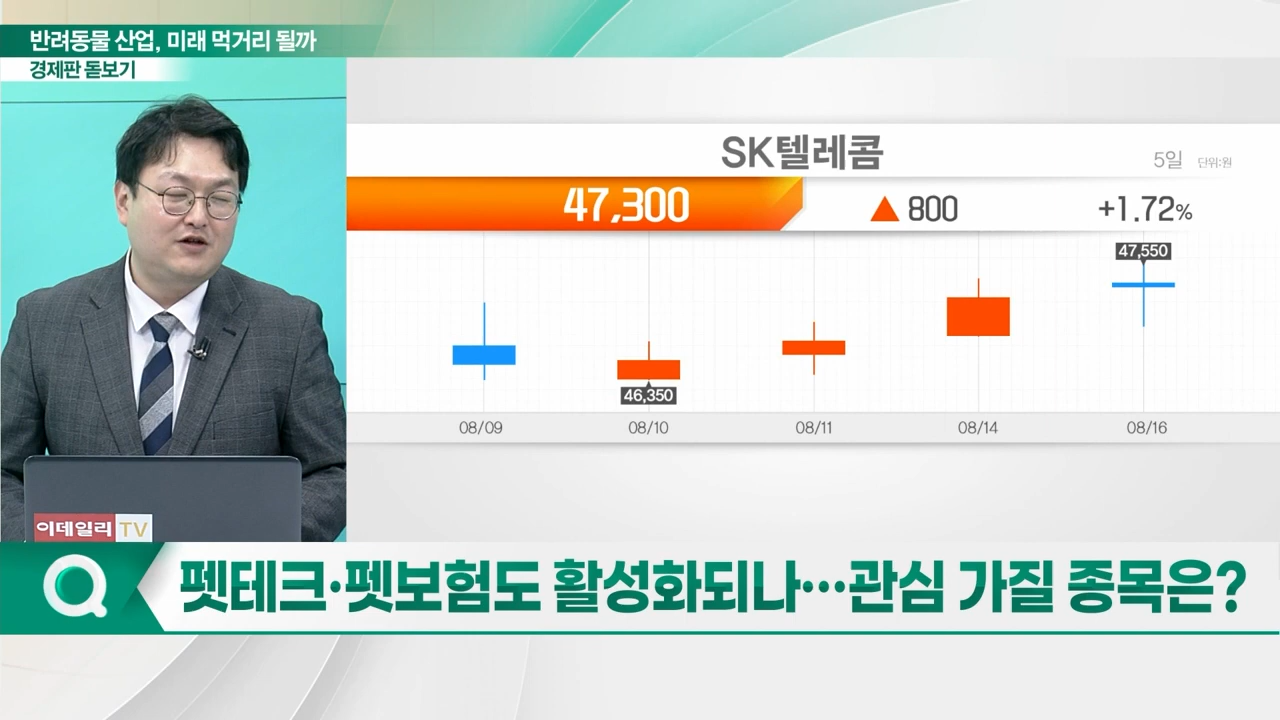 반려동물 산업, 미래 먹거리 될까
경제판 돋보기
SK텔레콤
5일 단위:원
47,300 ▲ 800 +1.72%
47,550
46,350
08/09 08/10 08/11 08/14 08/16
이데일리 TV
펫테크·펫보험도 활성화되나…관심 가질 종목은?